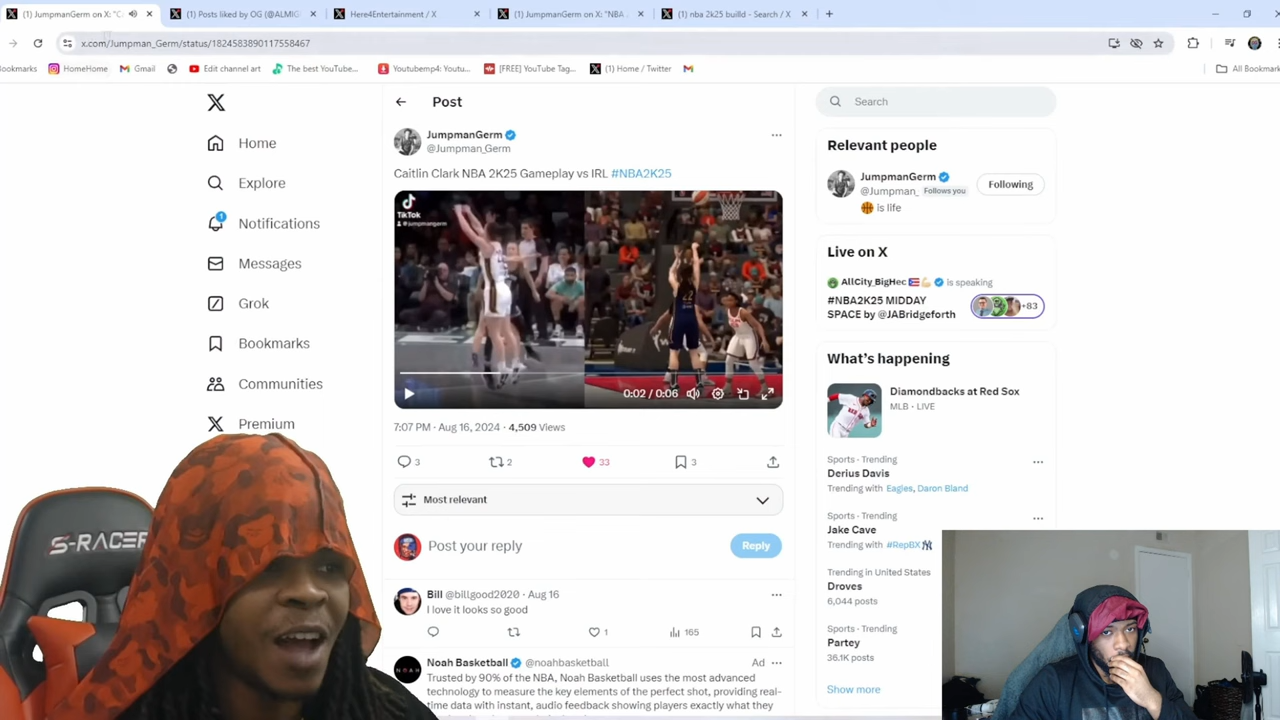 (1) JumpmanGerm on X: "C
(1) Posts liked by OG (@ALMIG
Here4Entertainment / X
(1) JumpmanGerm on X: "NBA
(1) nba 2k25 builld - Search / X
x.com/Jumpman_Germ/status/1824583890117558467
ookmarks
HomeHome
Gmail
Edit channel art
The best YouTube...
Youtubemp4: Youtu...
[FREE] YouTube Tag...
(1) Home / Twitter
All Bookmark
Home
Explore
1
Notifications
Messages
Grok
Bookmarks
Communities
Premium
Post
JumpmanGerm
@Jumpman_Germ
Caitlin Clark NBA 2K25 Gameplay vs IRL #NBA2K25
TikTok
@jumpmangerm
22
0:02 / 0:06
7:07 PM · Aug 16, 2024 · 4,509 Views
3
2
33
3
Most relevant
Post your reply
Reply
Bill @billgood2020 · Aug 16
I love it looks so good
1
165
NOAH
Noah Basketball @noahbasketball
Ad
Trusted by 90% of the NBA, Noah Basketball uses the most advanced
technology to measure the key elements of the perfect shot, providing real-
time data with instant, audio feedback showing players exactly what they
Search
Relevant people
JumpmanGerm
@Jumpman_ Follows you
Following
🏀 is life
Live on X
AllCity_BigHec 🇵🇷💪🏼 is speaking
#NBA2K25 MIDDAY
SPACE by @JABridgeforth
+83
What's happening
Diamondbacks at Red Sox
MLB · LIVE
Sports · Trending
Derius Davis
Trending with Eagles, Daron Bland
Sports · Trending
Jake Cave
Trending with #RepBX
Trending in United States
Droves
6,044 posts
Sports · Trending
Partey
36.1K posts
Show more
S-RACER